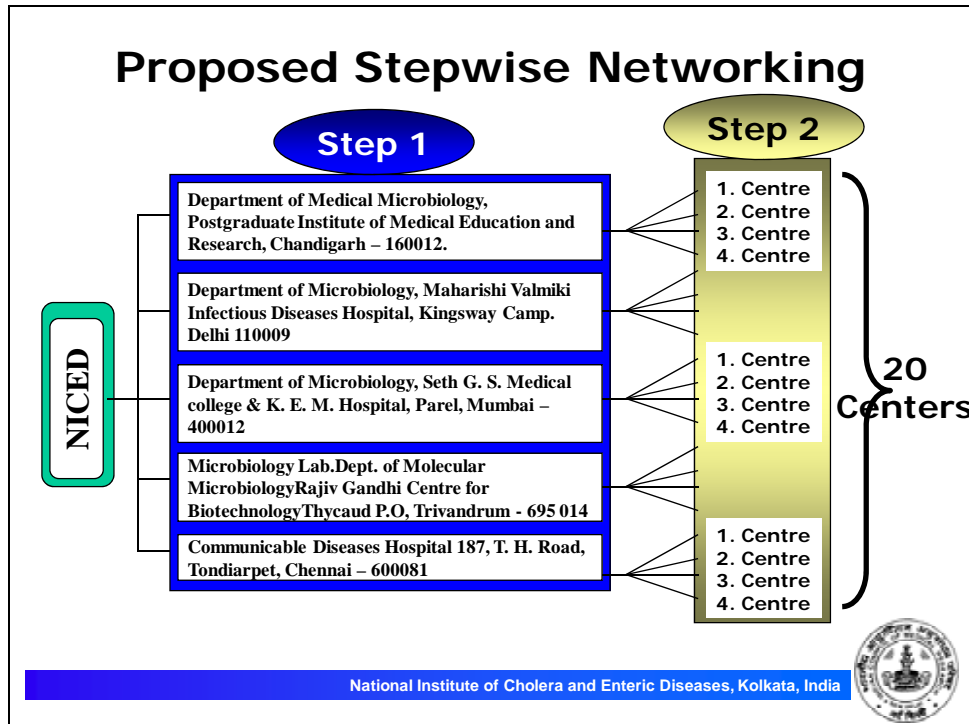 Proposed Stepwise Networking
Step 1
Step 2
NICED
Department of Medical Microbiology,
Postgraduate Institute of Medical Education and
Research, Chandigarh – 160012.
Department of Microbiology, Maharishi Valmiki
Infectious Diseases Hospital, Kingsway Camp.
Delhi 110009
Department of Microbiology, Seth G. S. Medical
college & K. E. M. Hospital, Parel, Mumbai –
400012
Microbiology Lab.Dept. of Molecular
MicrobiologyRajiv Gandhi Centre for
BiotechnologyThycaud P.O, Trivandrum - 695 014
Communicable Diseases Hospital 187, T. H. Road,
Tondiarpet, Chennai – 600081
1. Centre
2. Centre
3. Centre
4. Centre
1. Centre
2. Centre
3. Centre
4. Centre
1. Centre
2. Centre
3. Centre
4. Centre
20
Centers
National Institute of Cholera and Enteric Diseases, Kolkata, India